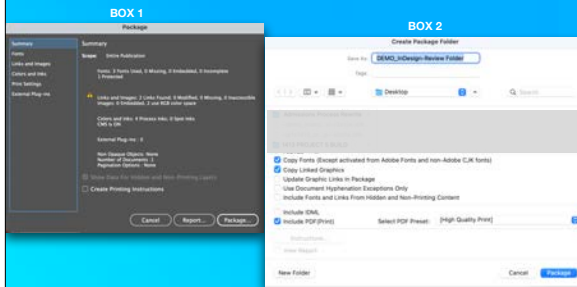 BOX 1
Package
Summary
Fonts
Links and Images
Colors and Inks
Print Settings
External Plug-ins
Summary
Scope: Entire Publication
Fonts: 3 Fonts Used, 0 Missing, 0 Embedded, 0 Incomplete
1 Protected
Links and Images: 2 Links Found; 0 Modified, 0 Missing, 0 Inaccessible
Images: 0 Embedded, 2 use RGB color space
Colors and Inks: 4 Process Inks; 0 Spot Inks
CMS is ON
External Plug-ins : 0
Non Opaque Objects: None
Number of Documents: 1
Pagination Options : None
Show Data For Hidden and Non-Printing Layers
Create Printing Instructions
Cancel
Report...
Package...
BOX 2
Create Package Folder
Save As: DEMO_InDesign-Review Folder
Tags:
Desktop
Search
Copy Fonts (Except activated from Adobe Fonts and non-Adobe CJK fonts)
Copy Linked Graphics
Update Graphic Links in Package
Use Document Hyphenation Exceptions Only
Include Fonts and Links From Hidden and Non-Printing Content
Include IDML
Include PDF(Print) Select PDF Preset: [High Quality Print]
Instructions...
View Report
New Folder
Cancel
Package